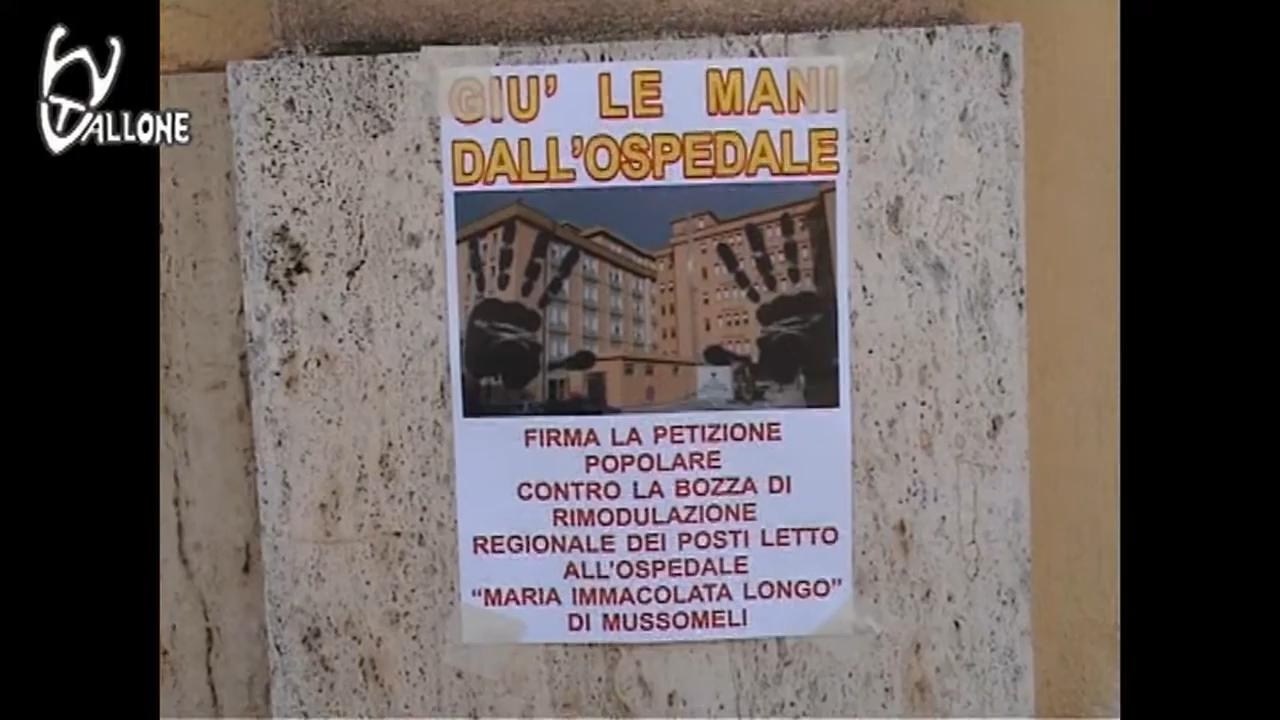 TALLONE
GIU' LE MANI
DALL'OSPEDALE
FIRMA LA PETIZIONE
POPOLARE
CONTRO LA BOZZA DI
RIMODULAZIONE
REGIONALE DEI POSTI LETTO
ALL'OSPEDALE
“MARIA IMMACOLATA LONGO”
DI MUSSOMELI